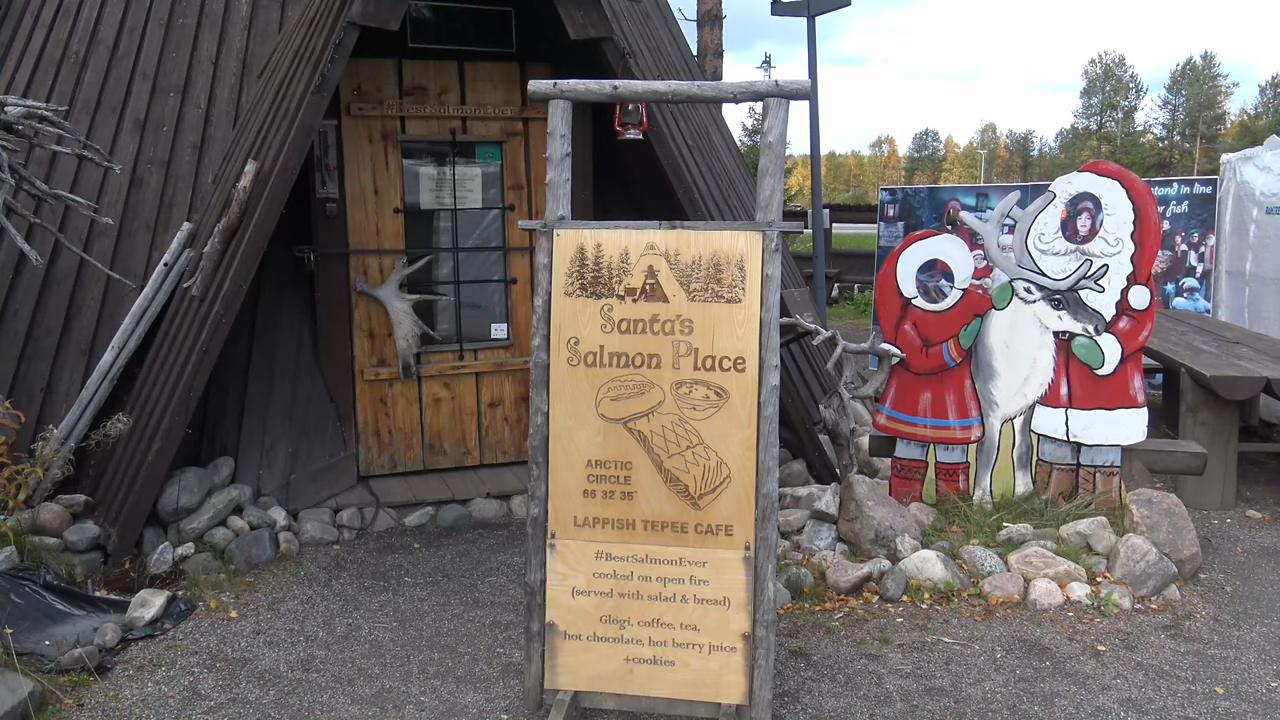 #BestSalmonEver
Santa's
Salmon Place
ARCTIC
CIRCLE
66°32'35"
LAPPISH TEPEE CAFE
#BestSalmonEver
cooked on open fire
(served with salad & bread)
Glögi, coffee, tea,
hot chocolate, hot berry juice
+cookies
stand in line
fish